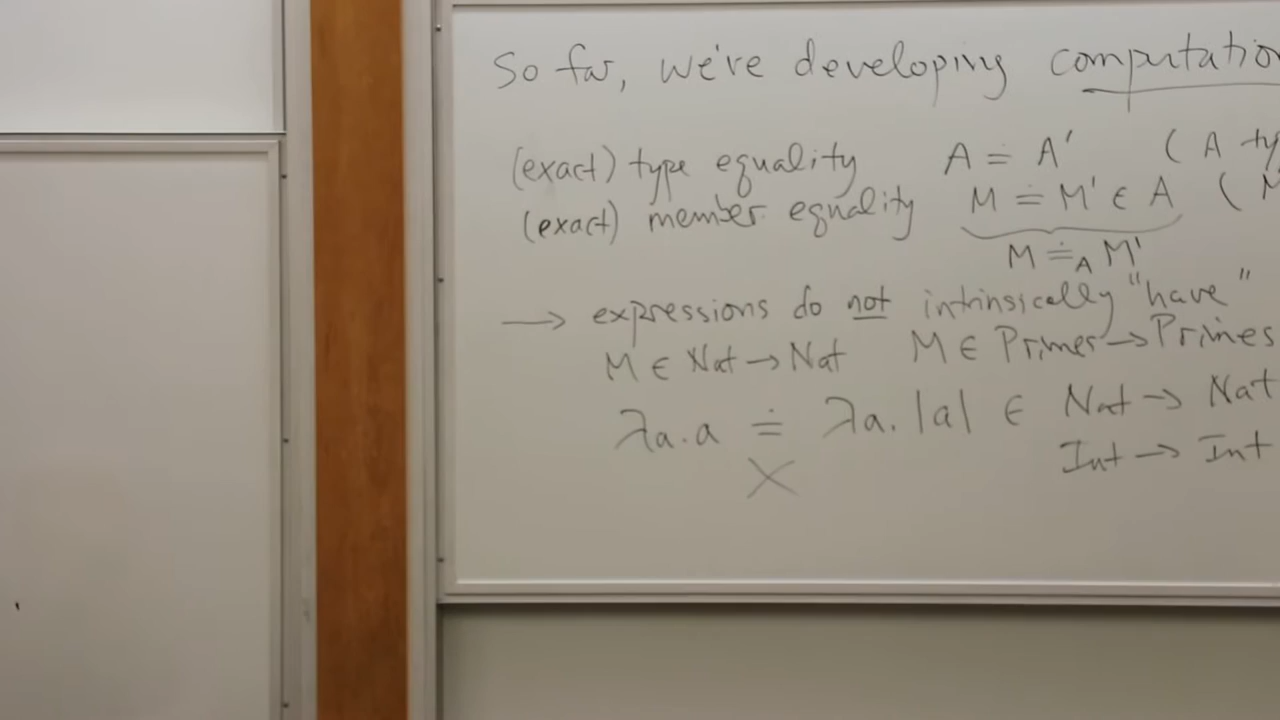 So far, we've developing computation
(exact) type equality A ≐ A' ( A ty
(exact) member equality M ≐ M' ∈ A ( M
M ≐_A M'
→ expressions do not intrinsically "have"
M ∈ Nat → Nat M ∈ Primes → Primes
λa.a ≐ λa.|a| ∈ Nat → Nat
X Int → Int